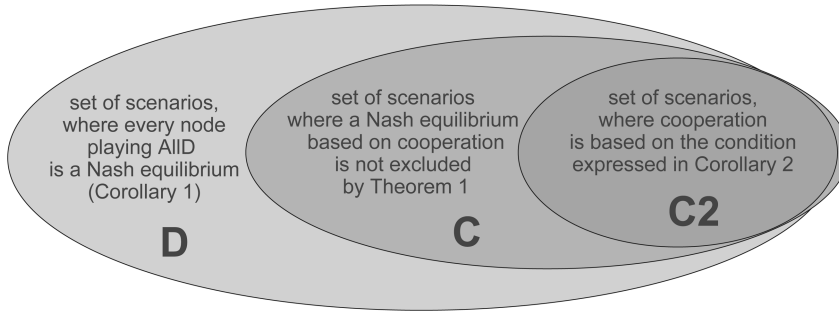 set of scenarios,
where every node
playing AllD
is a Nash equilibrium
(Corollary 1)
D
set of scenarios
where a Nash equilibrium
based on cooperation
is not excluded
by Theorem 1
C
set of scenarios,
where cooperation
is based on the condition
expressed in Corollary 2
C2